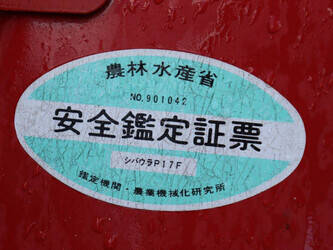 農林水産省
NO.901042
安全鑑定証票
シバウラP17F
鑑定機関・農業機械化研究所